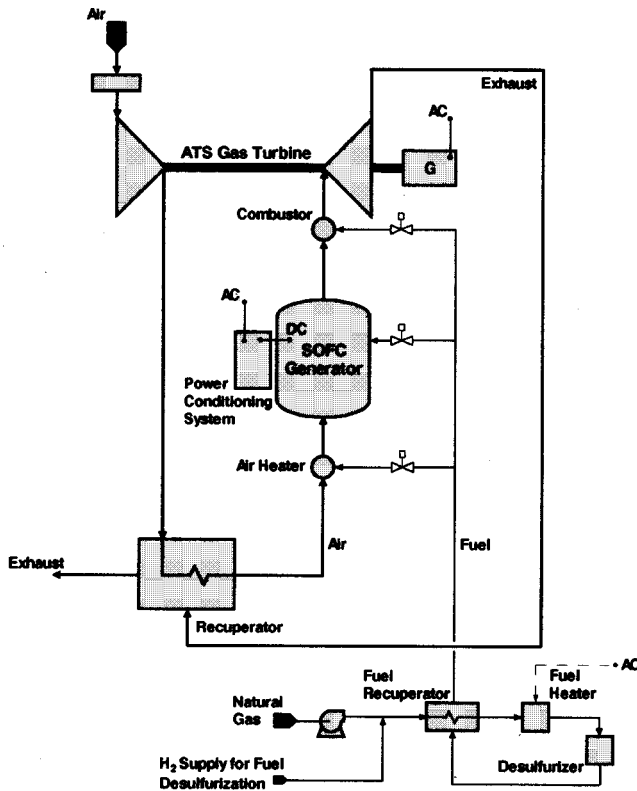 Air
Exhaust
AC
ATS Gas Turbine
G
Combustor
AC
DC
SOFC
Generator
Power
Conditioning
System
Air Heater
Air
Fuel
Exhaust
Recuperator
Fuel
Recuperator
Fuel
Heater
AC
Natural
Gas
H2 Supply for Fuel
Desulfurization
Desulfurizer